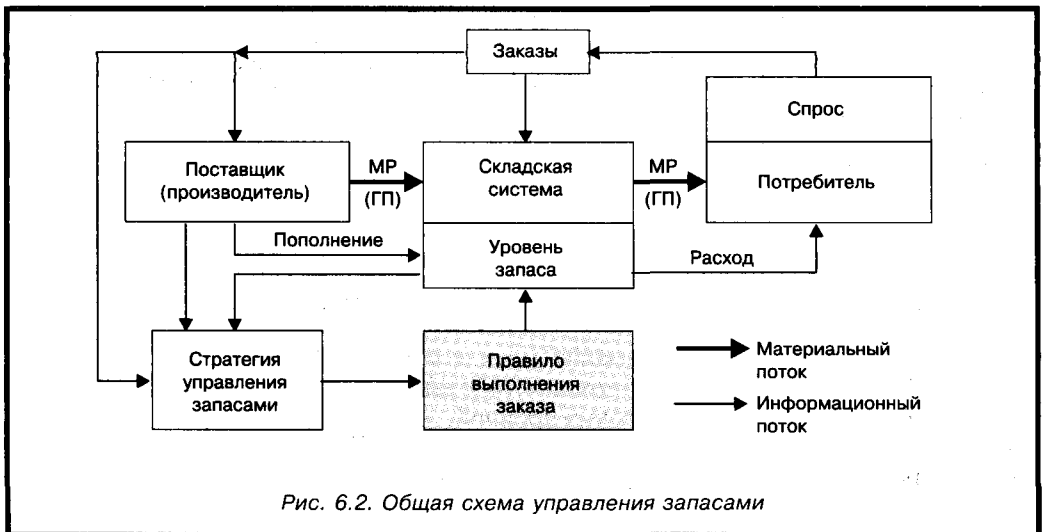 Заказы
Спрос
Поставщик
(производитель)
МР
(ГП)
Складская
система
МР
(ГП)
Потребитель
Пополнение
Уровень
запаса
Расход
Стратегия
управления
запасами
Правило
выполнения
заказа
Материальный
поток
Информационный
поток
Рис. 6.2. Общая схема управления запасами